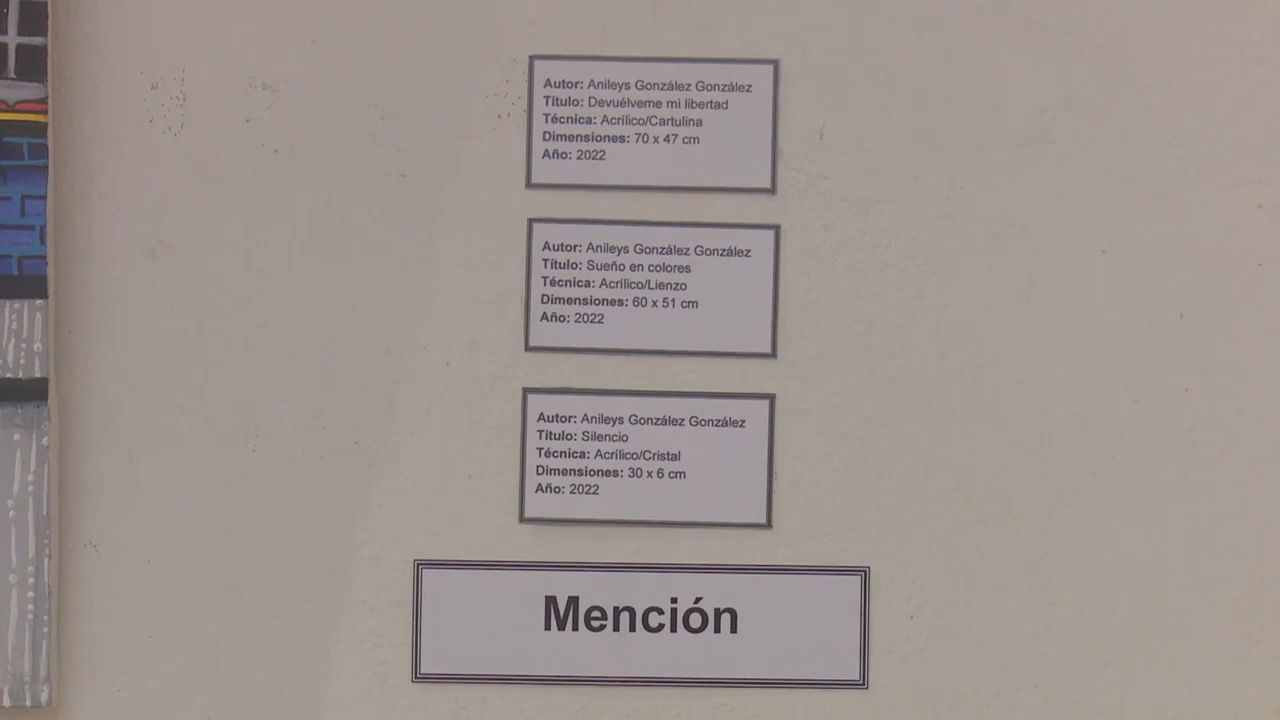 Autor: Anileys González González
Título: Devuélveme mi libertad
Técnica: Acrílico/Cartulina
Dimensiones: 70 x 47 cm
Año: 2022
Autor: Anileys González González
Título: Sueño en colores
Técnica: Acrílico/Lienzo
Dimensiones: 60 x 51 cm
Año: 2022
Autor: Anileys González González
Título: Silencio
Técnica: Acrílico/Cristal
Dimensiones: 30 x 6 cm
Año: 2022
Mención